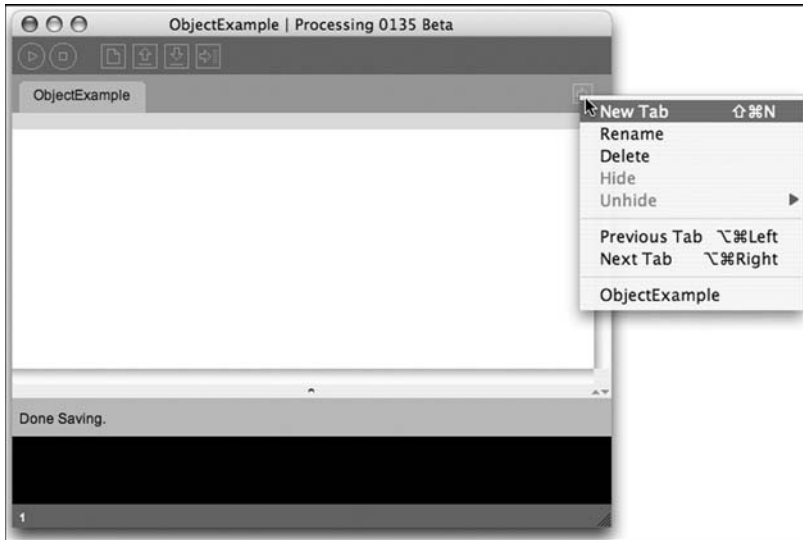 ObjectExample | Processing 0135 Beta
ObjectExample
New Tab ⇧⌘N
Rename
Delete
Hide
Unhide ▶
Previous Tab ⌥⌘Left
Next Tab ⌥⌘Right
ObjectExample
Done Saving.
1